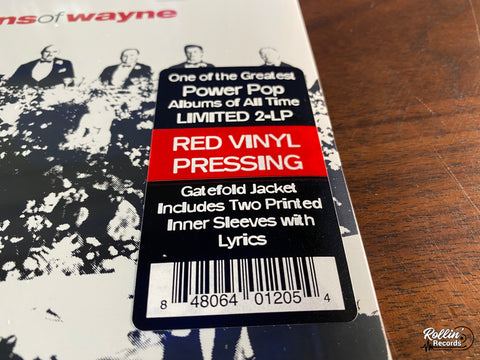 nsofwayne
One of the Greatest
Power Pop
Albums of All Time
LIMITED 2-LP
RED VINYL
PRESSING
Gatefold Jacket
Includes Two Printed
Inner Sleeves with
Lyrics
8 48064 01205 4
Rollin'
Records